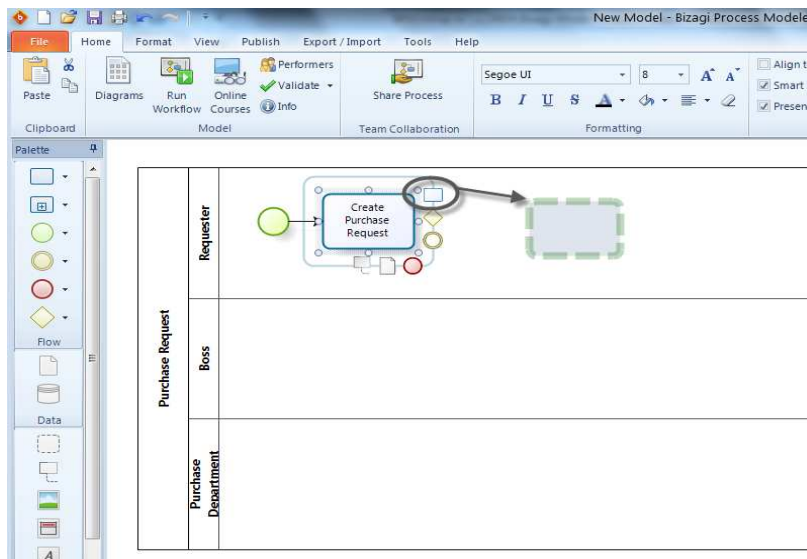 New Model - Bizagi Process Modele
File Home Format View Publish Export / Import Tools Help
Paste
Clipboard
Diagrams
Run
Workflow
Online
Courses
Performers
Validate
Info
Model
Share Process
Team Collaboration
Segoe UI 8 A A
B I U S A
Formatting
Align t
Smart
Presen
Palette
Flow
Data
A
Purchase Request
Requester
Create
Purchase
Request
Boss
Purchase
Department